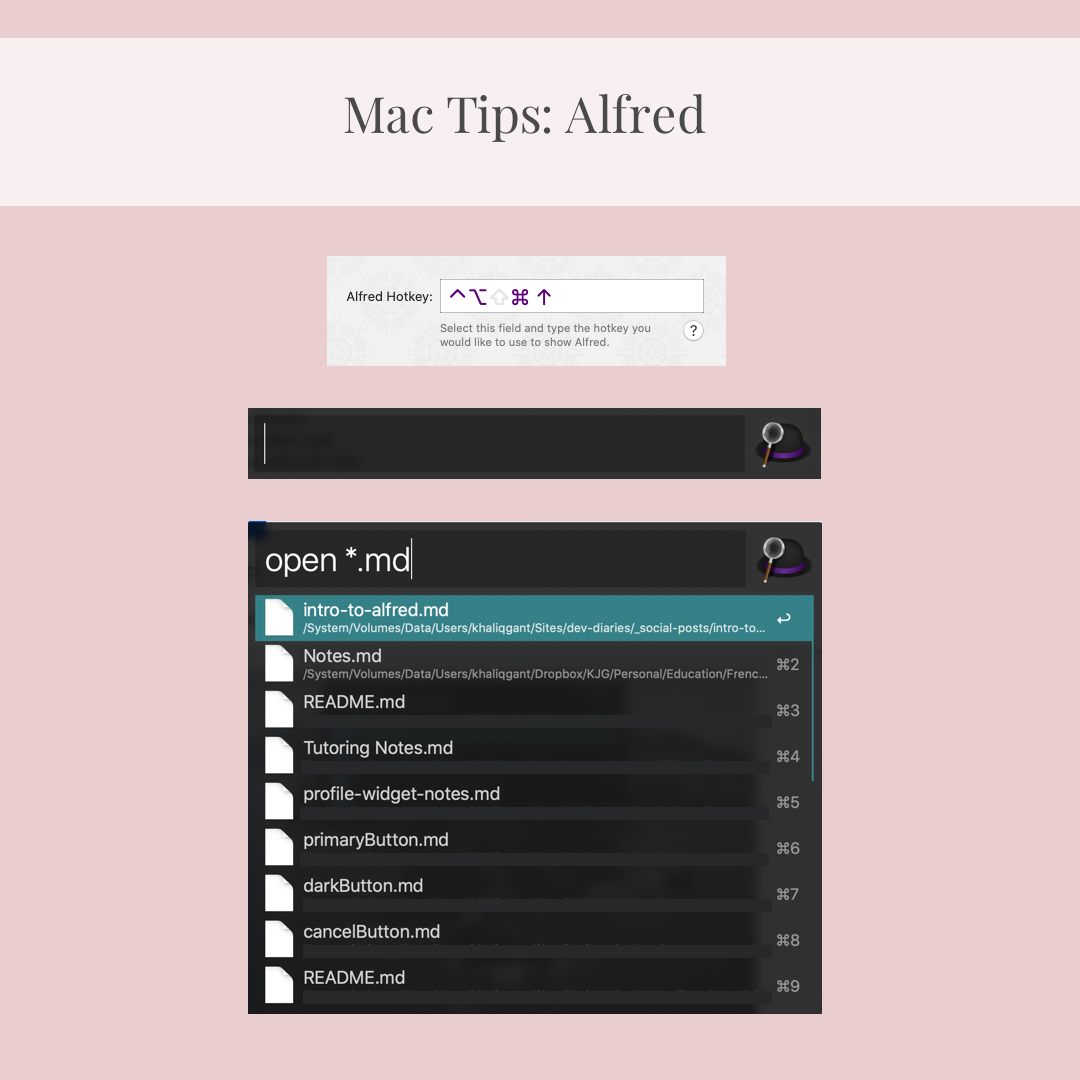 Mac Tips: Alfred
Alfred Hotkey: ^⌥⇧⌘ ↑
Select this field and type the hotkey you
would like to use to show Alfred.
?
open *.md
intro-to-alfred.md
/System/Volumes/Data/Users/khaliqgant/Sites/dev-diaries/_social-posts/intro-to... ↩
Notes.md
/System/Volumes/Data/Users/khaliqgant/Dropbox/KJG/Personal/Education/Frenc... ⌘2
README.md ⌘3
Tutoring Notes.md ⌘4
profile-widget-notes.md ⌘5
primaryButton.md ⌘6
darkButton.md ⌘7
cancelButton.md ⌘8
README.md ⌘9